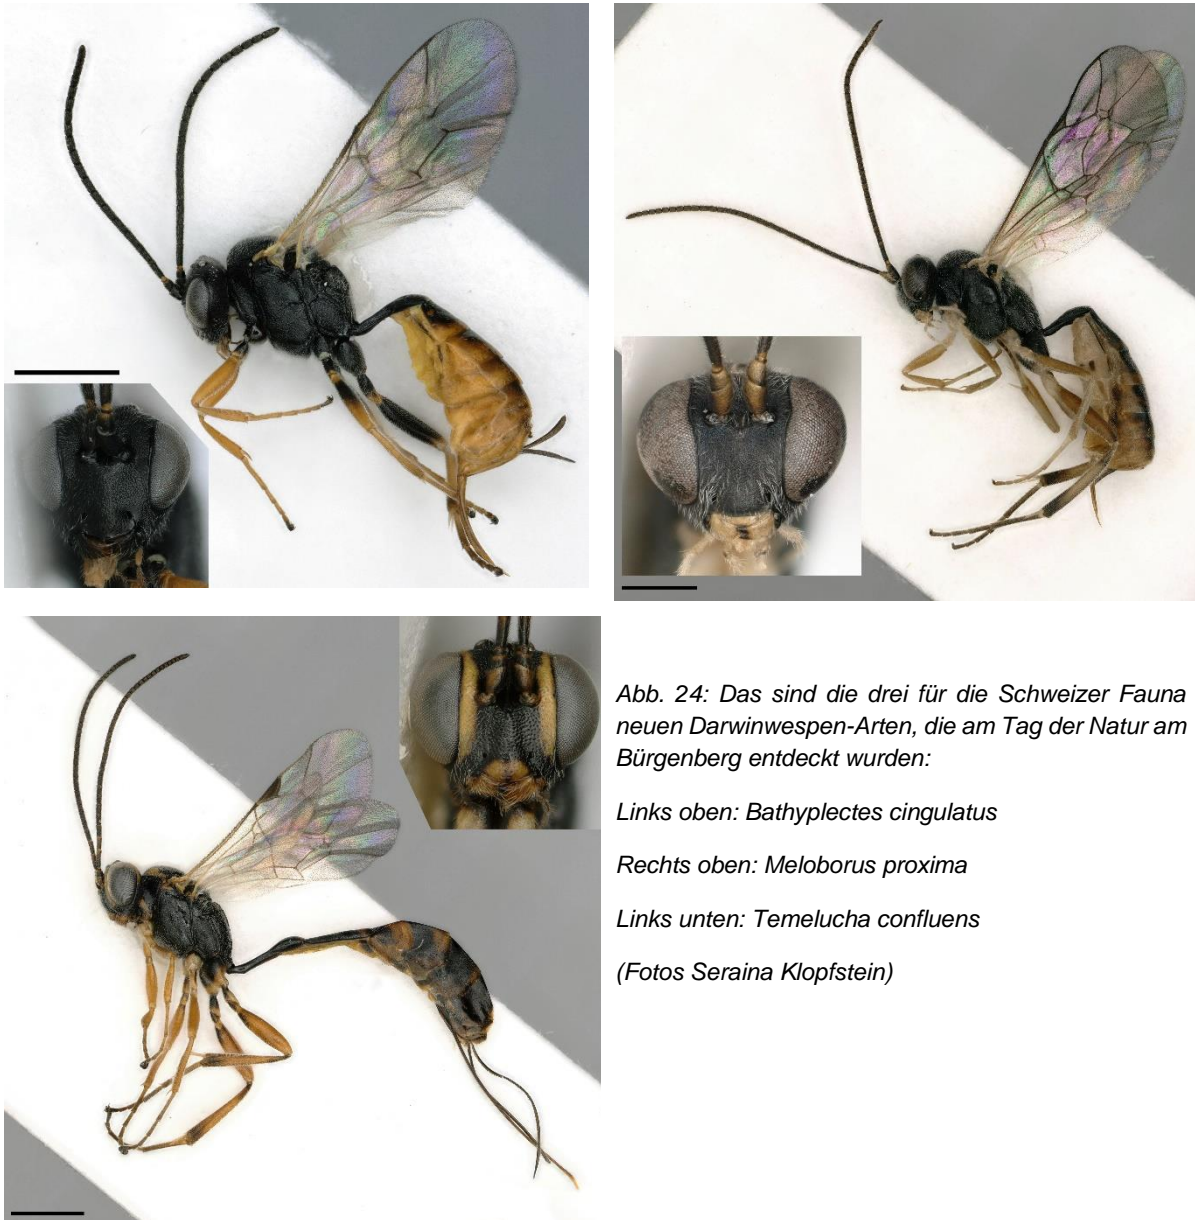 Abb. 24: Das sind die drei für die Schweizer Fauna
neuen Darwinwespen-Arten, die am Tag der Natur am
Bürgenberg entdeckt wurden:
Links oben: Bathyplectes cingulatus
Rechts oben: Meloborus proxima
Links unten: Temelucha confluens
(Fotos Seraina Klopfstein)